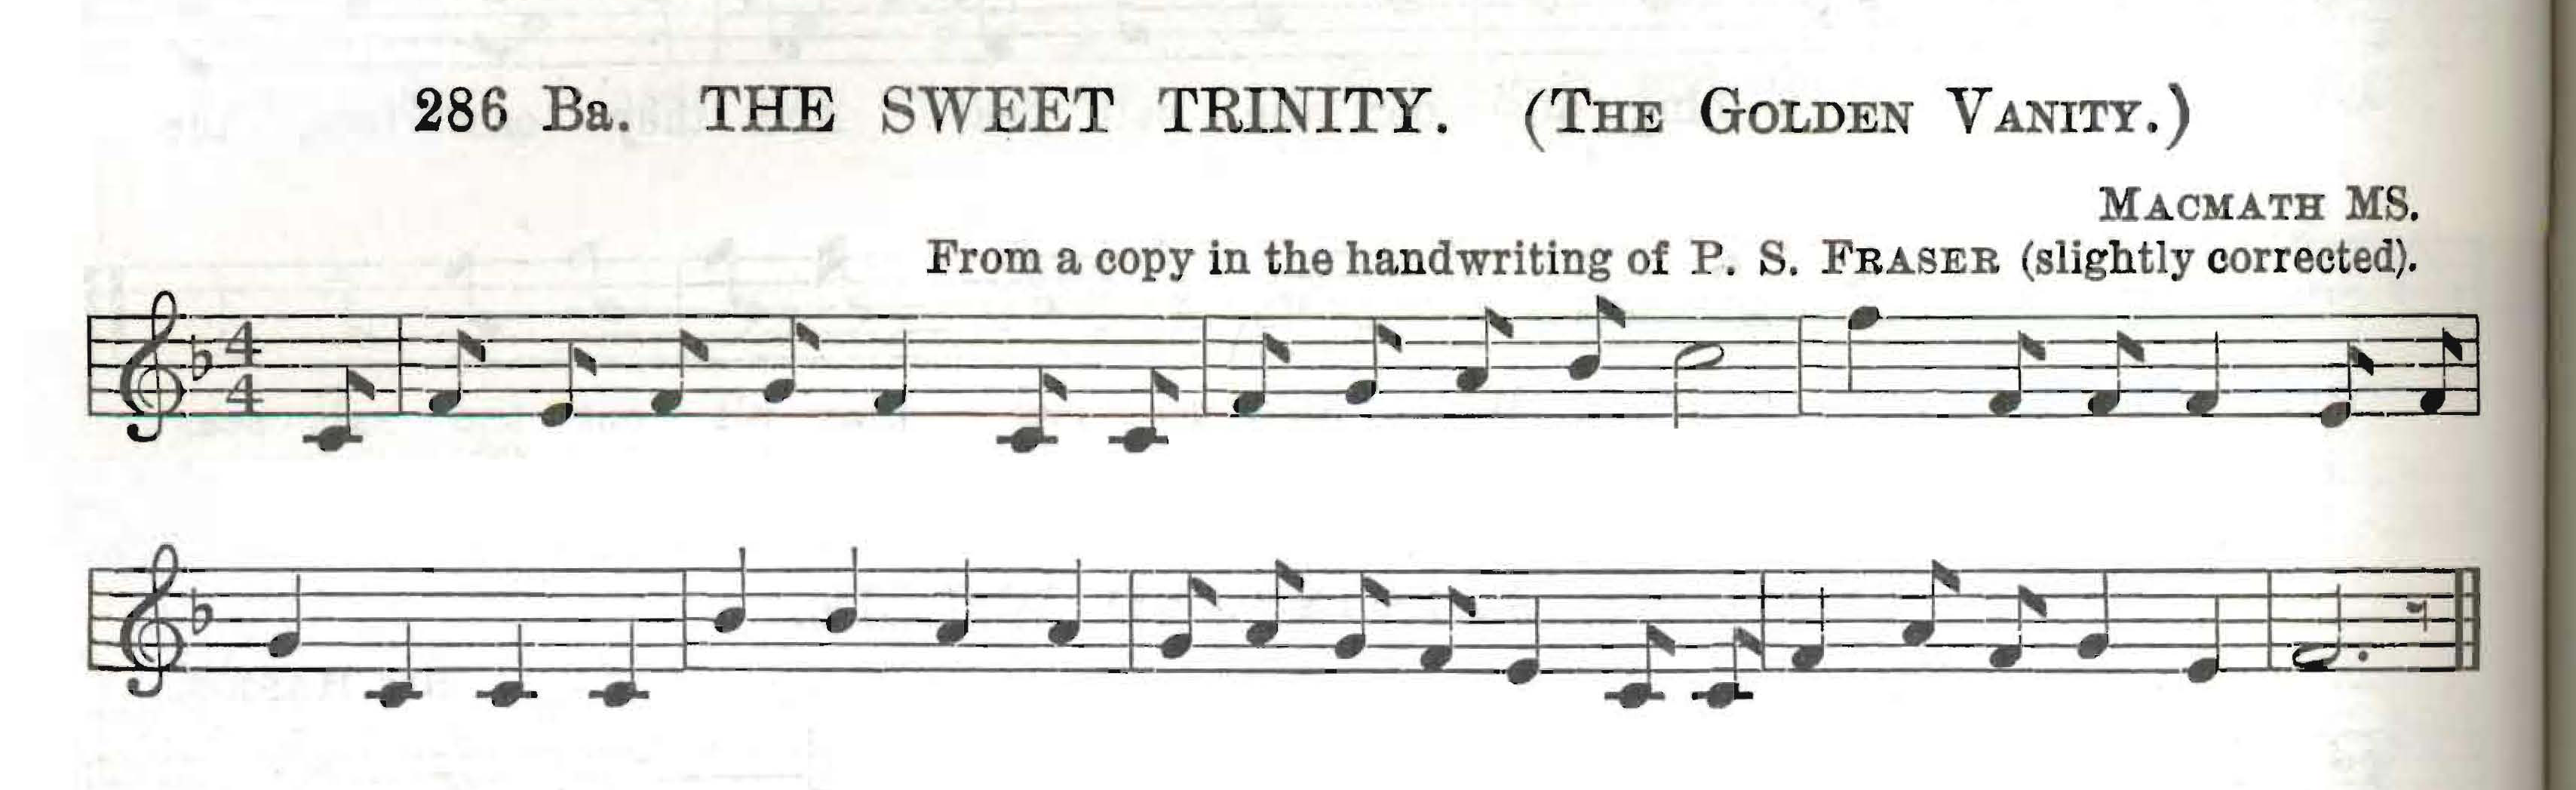 286 Ba. THE SWEET TRINITY. (THE GOLDEN VANITY.)
MACMATH MS.
From a copy in the handwriting of P. S. FRASER (slightly corrected).
4
4